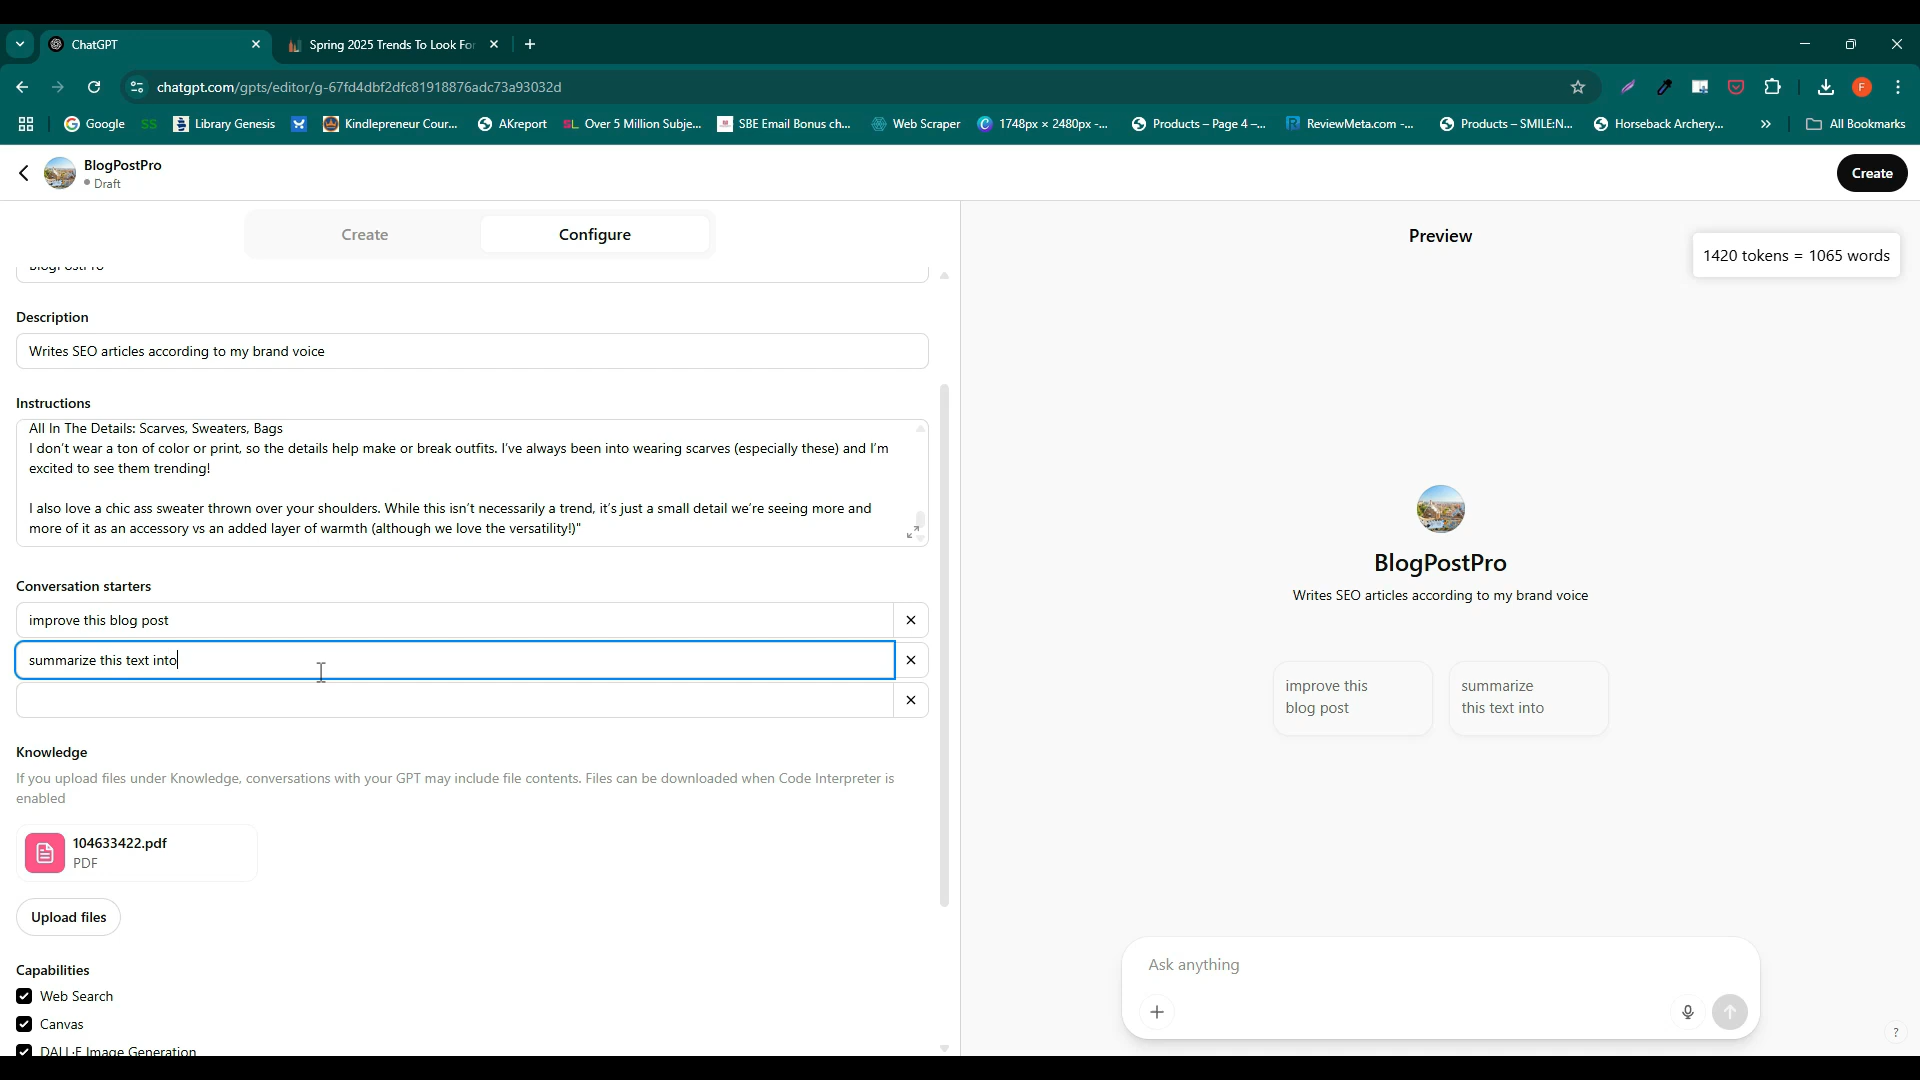 ChatGPT
Spring 2025 Trends To Look For
chatgpt.com/gpts/editor/g-67fd4dbf2dfc81918876adc73a93032d
F
Google
SS
Library Genesis
Kindlepreneur Cour...
AKreport
SL Over 5 Million Subje...
SBE Email Bonus ch...
Web Scraper
1748px × 2480px -...
Products – Page 4 –...
ReviewMeta.com -...
Products – SMILE:N...
Horseback Archery...
»
All Bookmarks
BlogPostPro
Draft
Create
Create
Configure
BlogPostPro
Description
Writes SEO articles according to my brand voice
Instructions
All In The Details: Scarves, Sweaters, Bags
I don't wear a ton of color or print, so the details help make or break outfits. I've always been into wearing scarves (especially these) and I'm
excited to see them trending!
I also love a chic ass sweater thrown over your shoulders. While this isn't necessarily a trend, it's just a small detail we're seeing more and
more of it as an accessory vs an added layer of warmth (although we love the versatility!)"
Conversation starters
improve this blog post
summarize this text into
Knowledge
If you upload files under Knowledge, conversations with your GPT may include file contents. Files can be downloaded when Code Interpreter is
enabled
104633422.pdf
PDF
Upload files
Capabilities
Web Search
Canvas
DALL·E Image Generation
Preview
1420 tokens = 1065 words
BlogPostPro
Writes SEO articles according to my brand voice
improve this
blog post
summarize
this text into
Ask anything
?